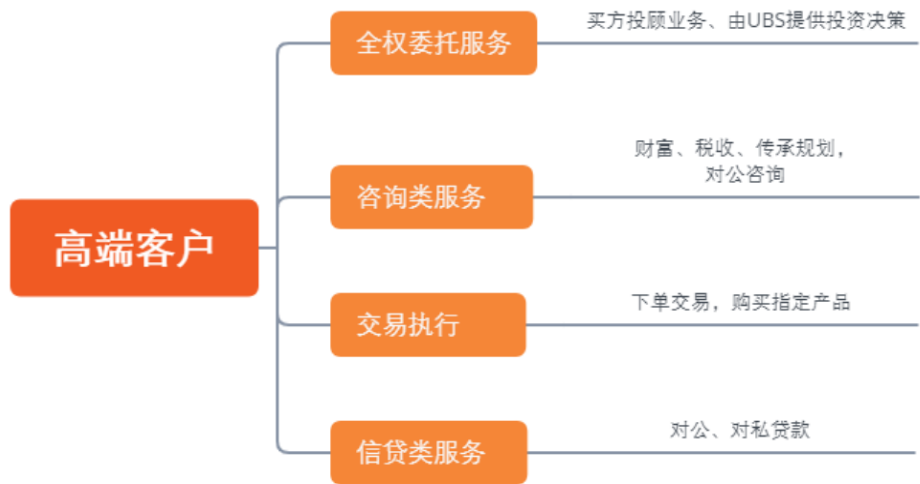 高端客户
全权委托服务
买方投顾业务、由UBS提供投资决策
咨询类服务
财富、税收、传承规划，
对公咨询
交易执行
下单交易，购买指定产品
信贷类服务
对公、对私贷款